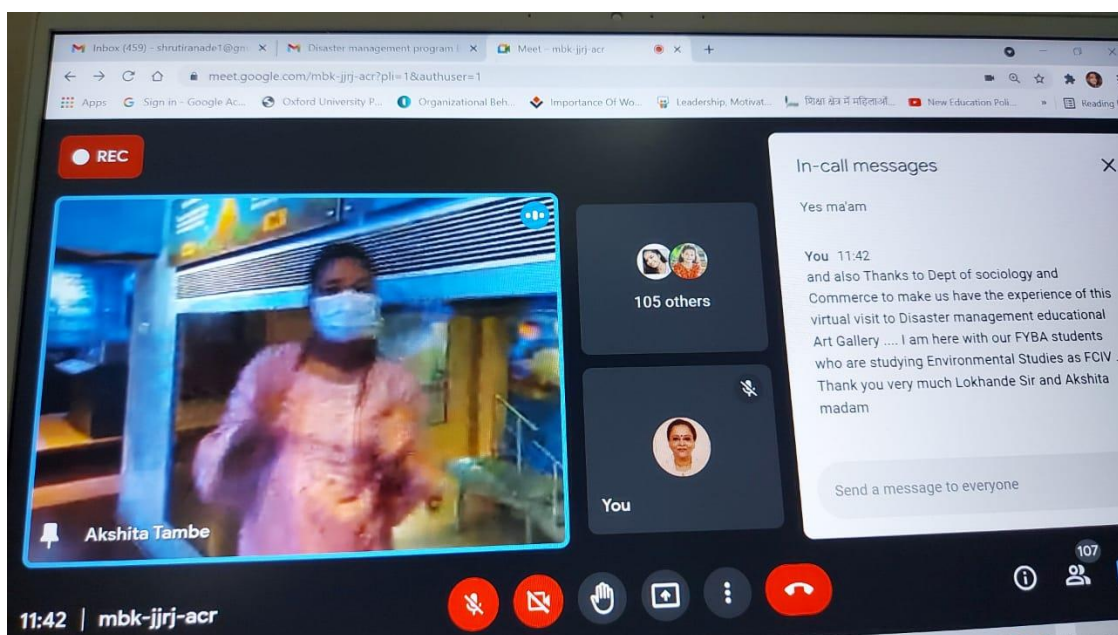 Inbox (459) - shrutiranade1@gm
Disaster management program
Meet – mbk-jjrj-acr
meet.google.com/mbk-jjrj-acr?pli=1&authuser=1
Apps
Sign in - Google Ac...
Oxford University P...
Organizational Beh...
Importance Of Wo...
Leadership, Motivat...
शिक्षा क्षेत्र में महिलाओं...
New Education Poli...
»
Reading
REC
In-call messages
Yes ma'am
You 11:42
and also Thanks to Dept of sociology and
Commerce to make us have the experience of this
virtual visit to Disaster management educational
Art Gallery .... I am here with our FYBA students
who are studying Environmental Studies as FCIV .
Thank you very much Lokhande Sir and Akshita
madam
Send a message to everyone
105 others
You
Akshita Tambe
11:42 | mbk-jjrj-acr
107